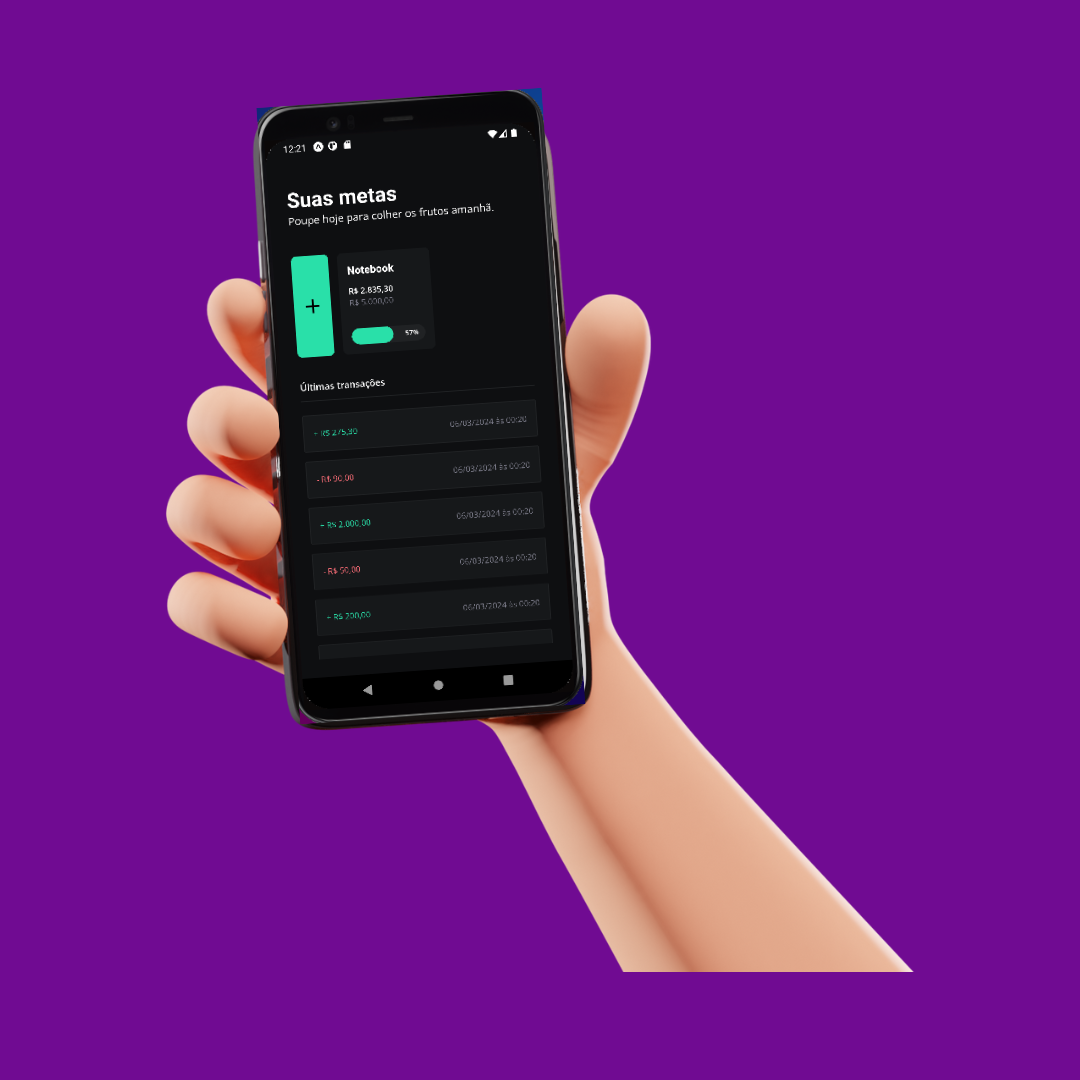 12:21
Suas metas
Poupe hoje para colher os frutos amanhã.
+
Notebook
R$ 2.835,30
R$ 5.000,00
57%
Últimas transações
+ R$ 275,30 06/03/2024 às 00:20
- R$ 90,00 06/03/2024 às 00:20
+ R$ 2.000,00 06/03/2024 às 00:20
- R$ 50,00 06/03/2024 às 00:20
+ R$ 700,00 06/03/2024 às 00:20